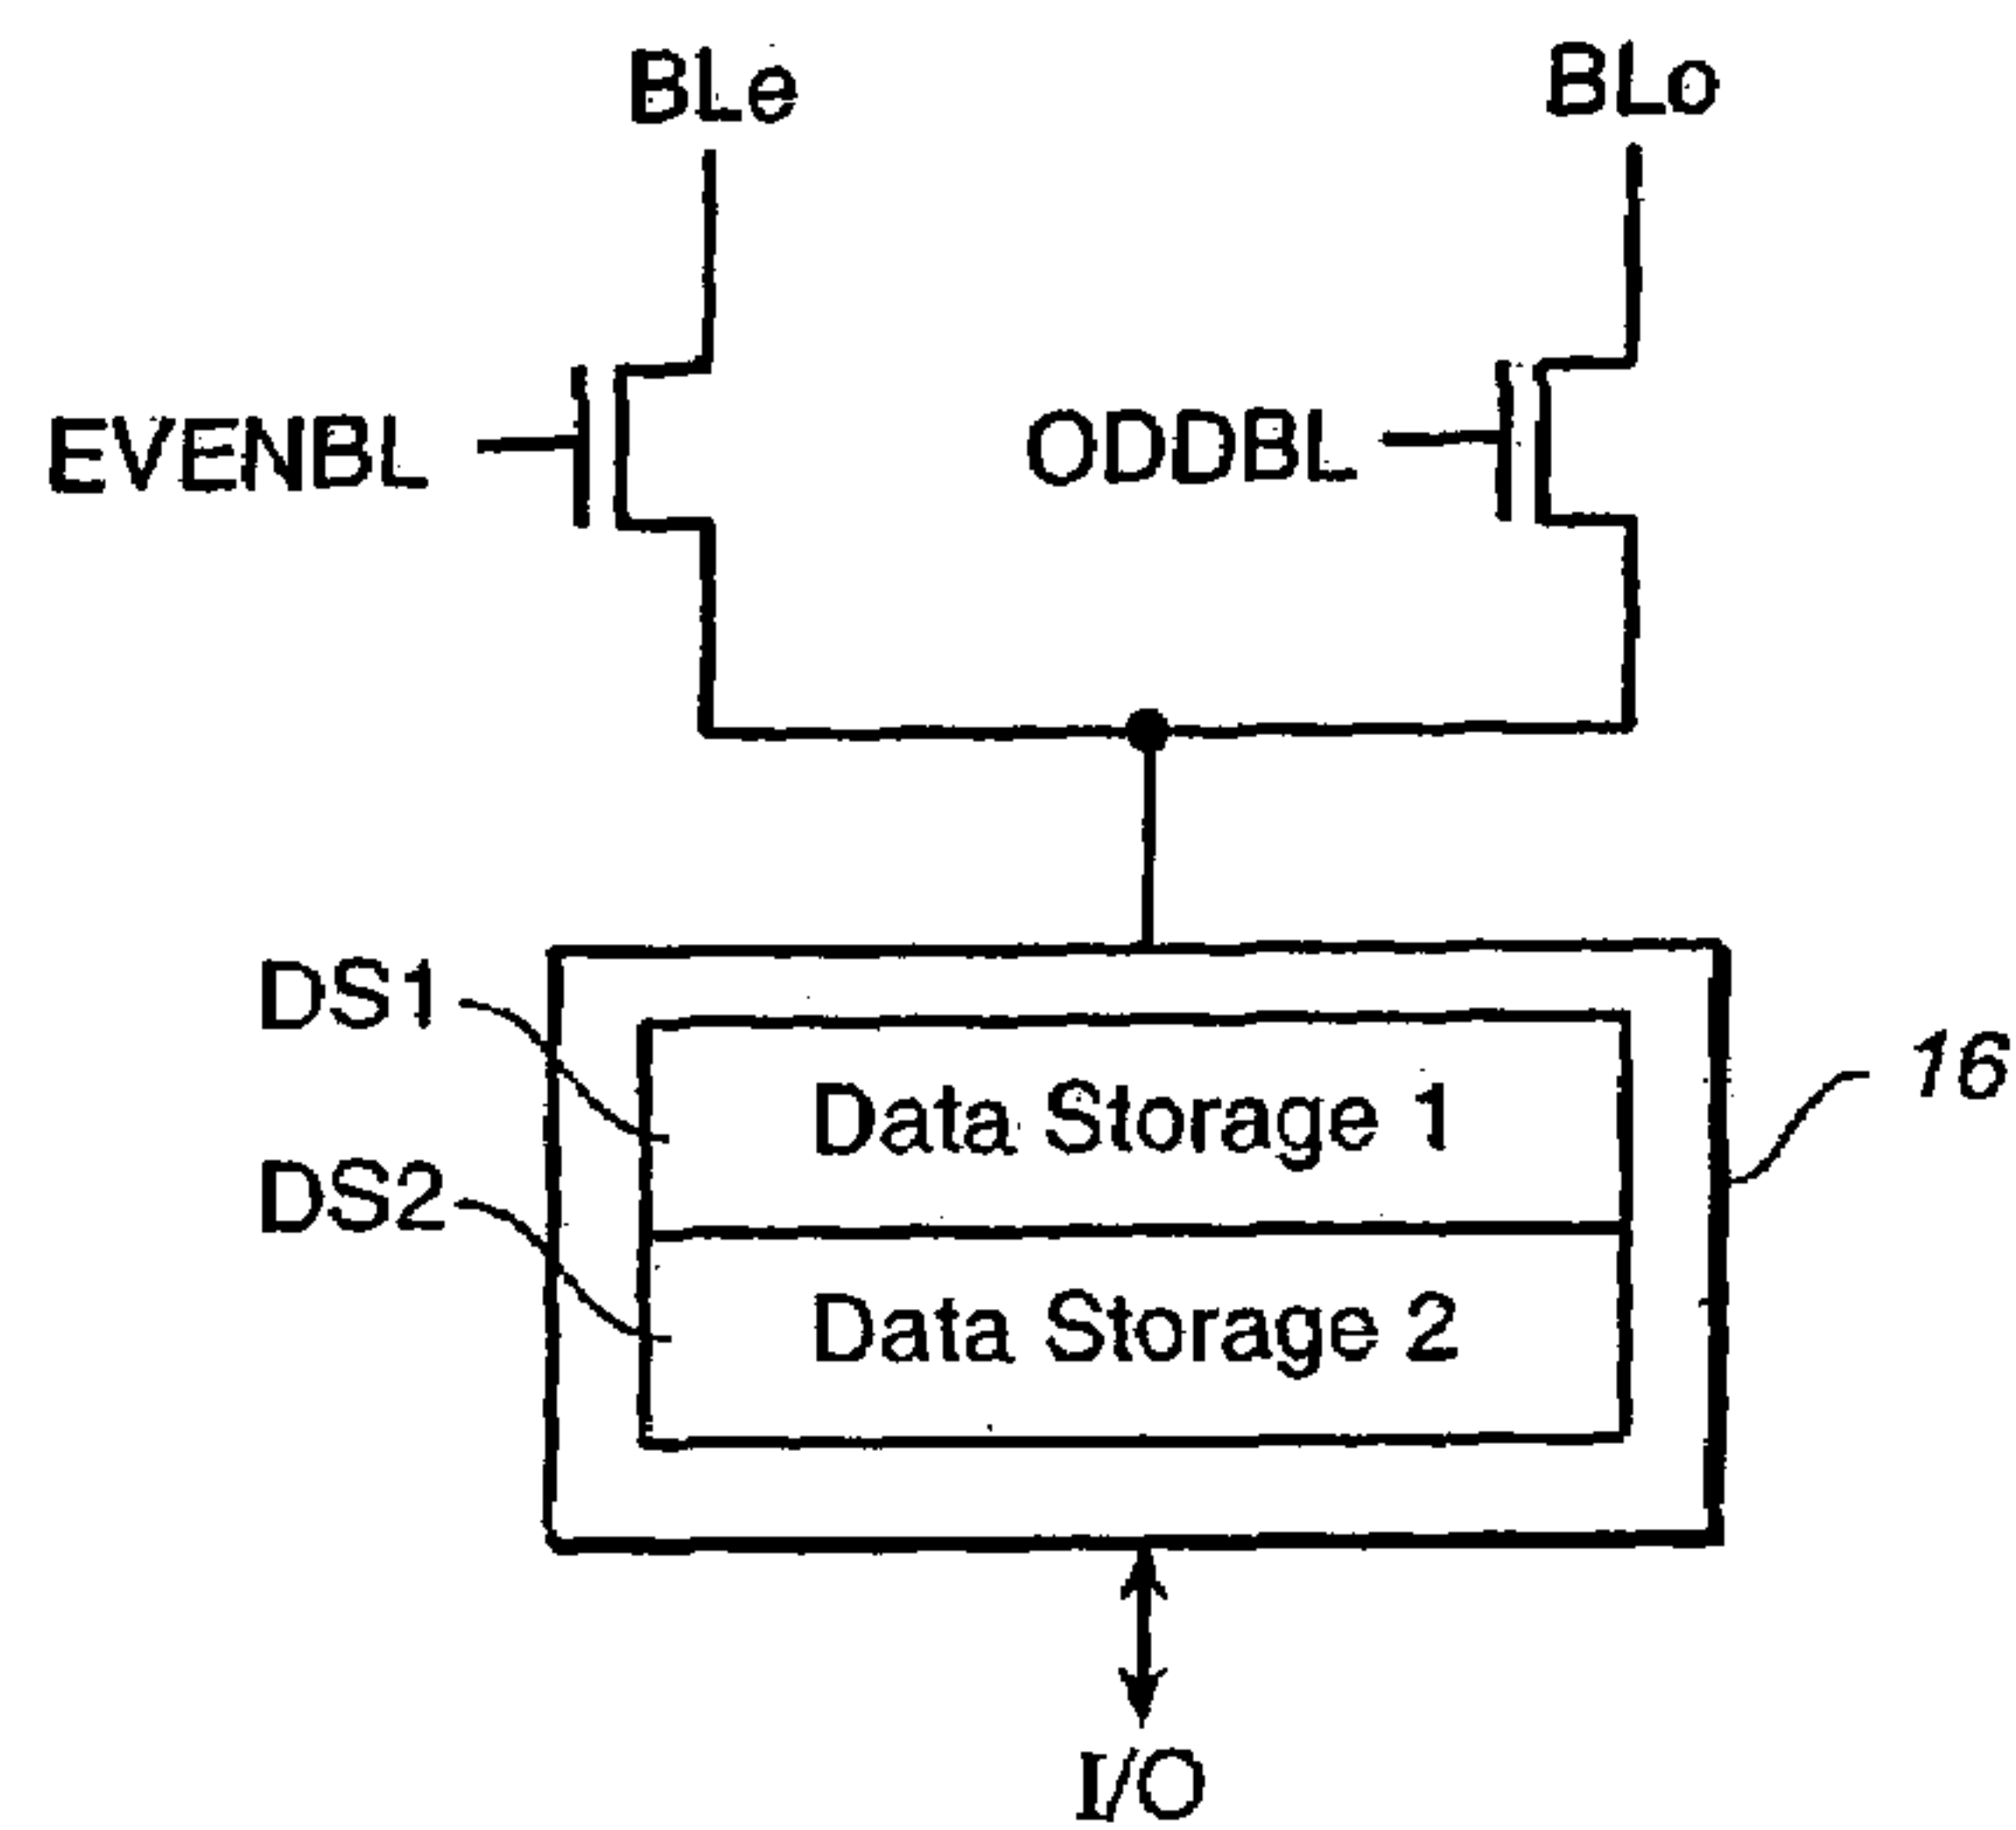 BLe
BLo
EVENBL
ODDBL
DS1
Data Storage 1
16
DS2
Data Storage 2
I/O